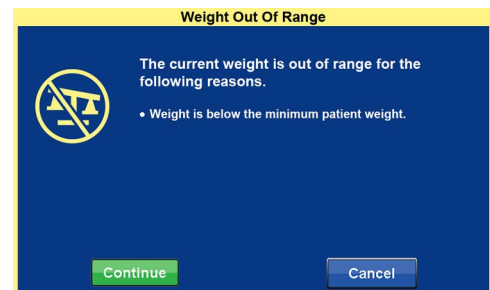 Weight Out Of Range
The current weight is out of range for the
following reasons.
• Weight is below the minimum patient weight.
Continue
Cancel